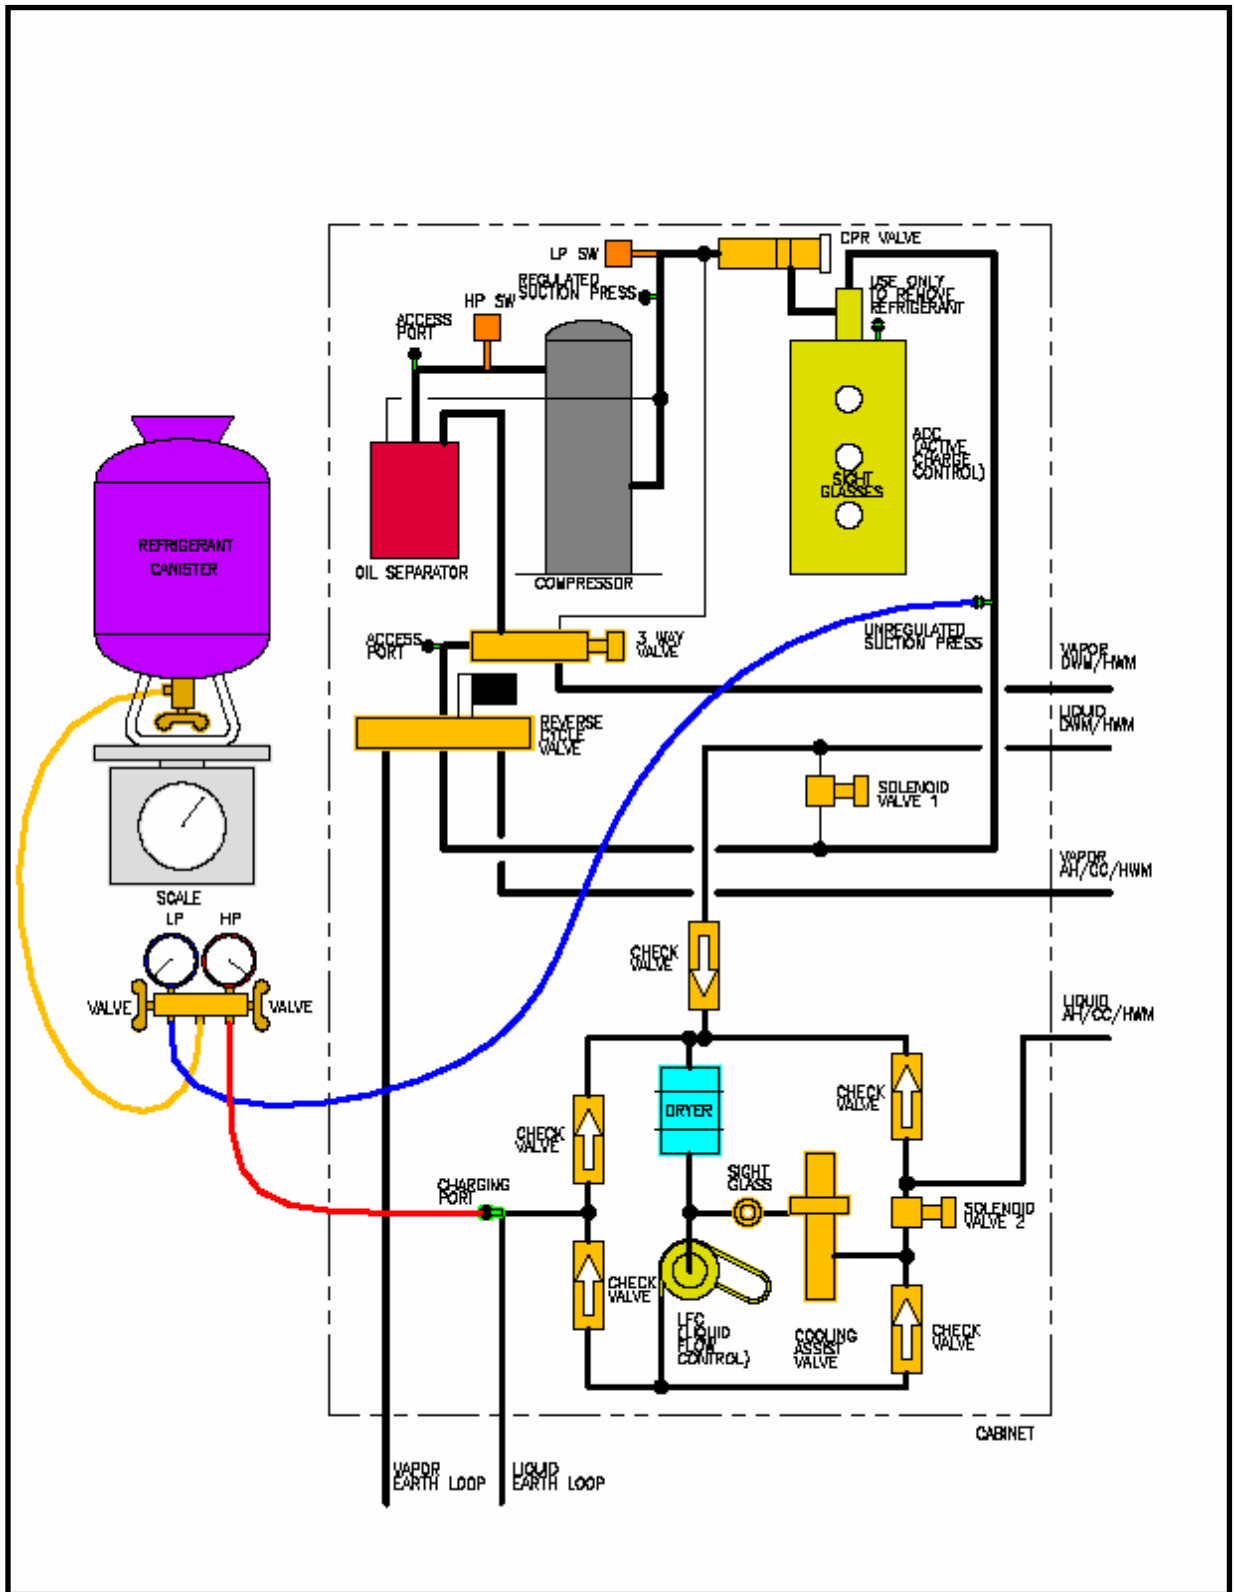 CPR VALVE
LP SW
REGULATED
SUCTION PRESS
USE ONLY
TO REMOVE
REFRIGERANT
HP SW
ACCESS
PORT
ACC
(ACTIVE
CHARGE
CONTROL)
SIGHT
GLASSES
REFRIGERANT
CANISTER
OIL SEPARATOR
COMPRESSOR
ACCESS
PORT
3 WAY
VALVE
UNREGULATED
SUCTION PRESS
VAPOR
DWM/HWM
LIQUID
DWM/HWM
REVERSE
CYCLE
VALVE
SOLENOID
VALVE 1
VAPOR
AH/CC/HWM
SCALE
LP
HP
CHECK
VALVE
VALVE
VALVE
LIQUID
AH/CC/HWM
CHECK
VALVE
DRYER
CHECK
VALVE
CHARGING
PORT
SIGHT
GLASS
SOLENOID
VALVE 2
CHECK
VALVE
LFC
(LIQUID
FLOW
CONTROL)
COOLING
ASSIST
VALVE
CHECK
VALVE
CABINET
VAPOR
EARTH LOOP
LIQUID
EARTH LOOP